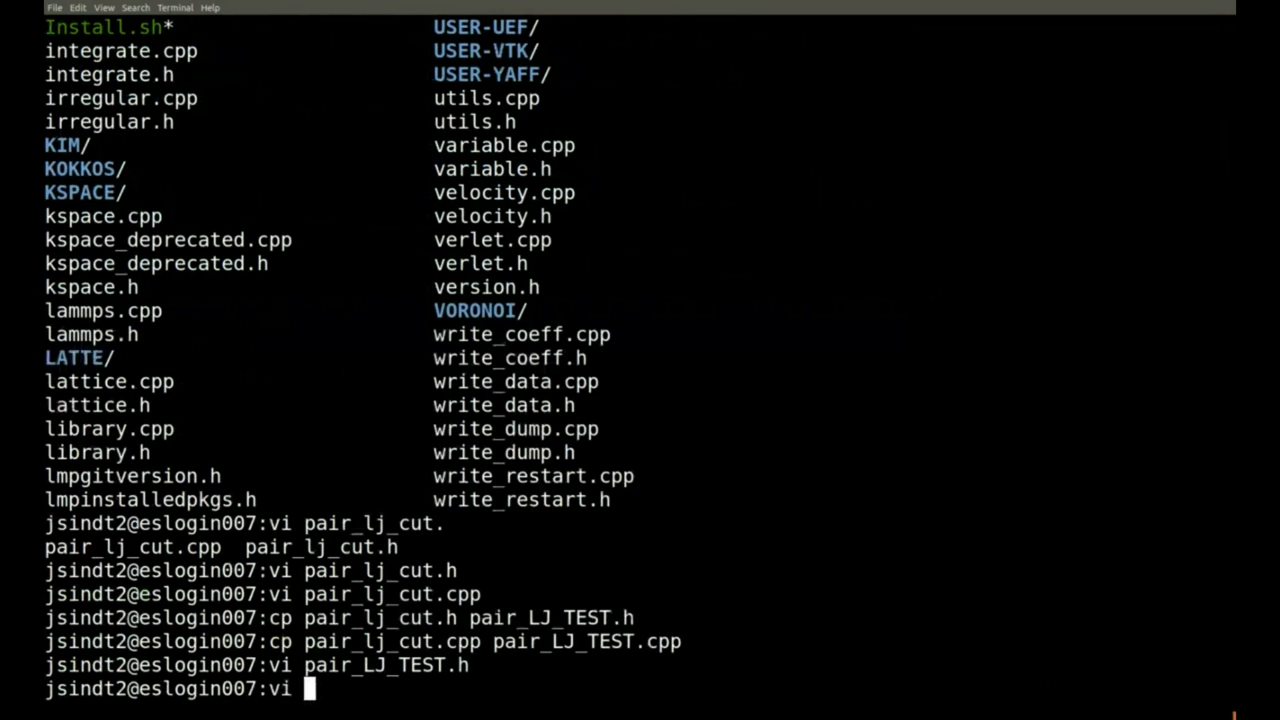 File Edit View Search Terminal Help
Install.sh* USER-UEF/
integrate.cpp USER-VTK/
integrate.h USER-YAFF/
irregular.cpp utils.cpp
irregular.h utils.h
KIM/ variable.cpp
KOKKOS/ variable.h
KSPACE/ velocity.cpp
kspace.cpp velocity.h
kspace_deprecated.cpp verlet.cpp
kspace_deprecated.h verlet.h
kspace.h version.h
lammps.cpp VORONOI/
lammps.h write_coeff.cpp
LATTE/ write_coeff.h
lattice.cpp write_data.cpp
lattice.h write_data.h
library.cpp write_dump.cpp
library.h write_dump.h
lmpgitversion.h write_restart.cpp
lmpinstalledpkgs.h write_restart.h
jsindt2@eslogin007:vi pair_lj_cut.
pair_lj_cut.cpp pair_lj_cut.h
jsindt2@eslogin007:vi pair_lj_cut.h
jsindt2@eslogin007:vi pair_lj_cut.cpp
jsindt2@eslogin007:cp pair_lj_cut.h pair_LJ_TEST.h
jsindt2@eslogin007:cp pair_lj_cut.cpp pair_LJ_TEST.cpp
jsindt2@eslogin007:vi pair_LJ_TEST.h
jsindt2@eslogin007:vi